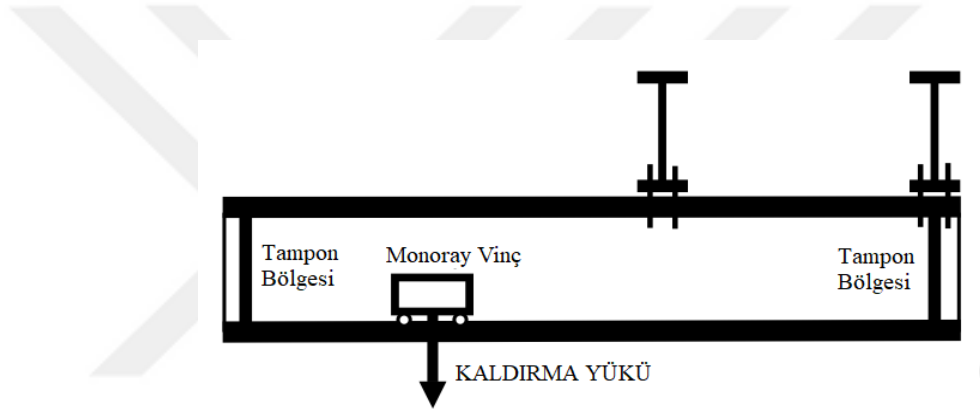 Tampon
Bölgesi
Monoray Vinç
Tampon
Bölgesi
KALDIRMA YÜKÜ